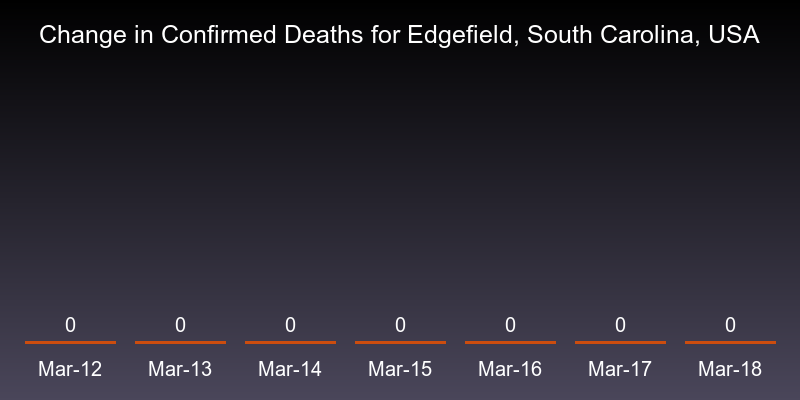 Change in Confirmed Deaths for Edgefield, South Carolina, USA
0 0 0 0 0 0 0
Mar-12 Mar-13 Mar-14 Mar-15 Mar-16 Mar-17 Mar-18